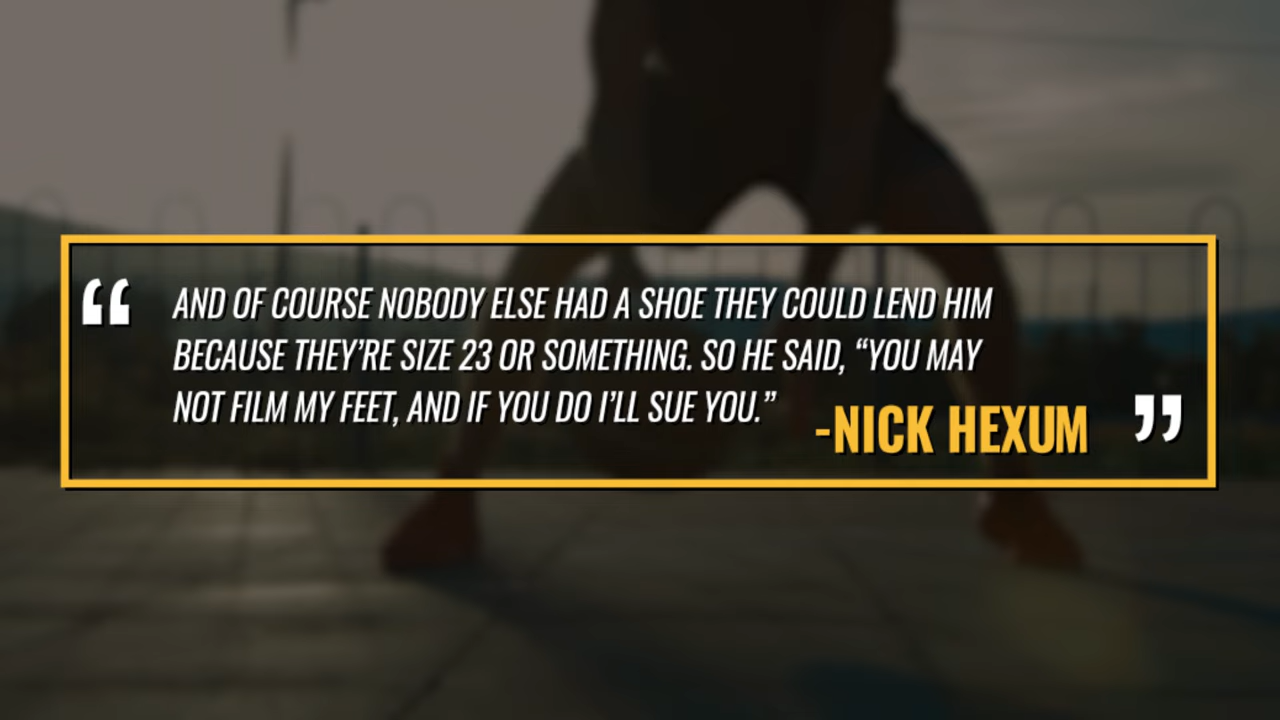 “
AND OF COURSE NOBODY ELSE HAD A SHOE THEY COULD LEND HIM
BECAUSE THEY’RE SIZE 23 OR SOMETHING. SO HE SAID, “YOU MAY
NOT FILM MY FEET, AND IF YOU DO I’LL SUE YOU.”
-NICK HEXUM
”